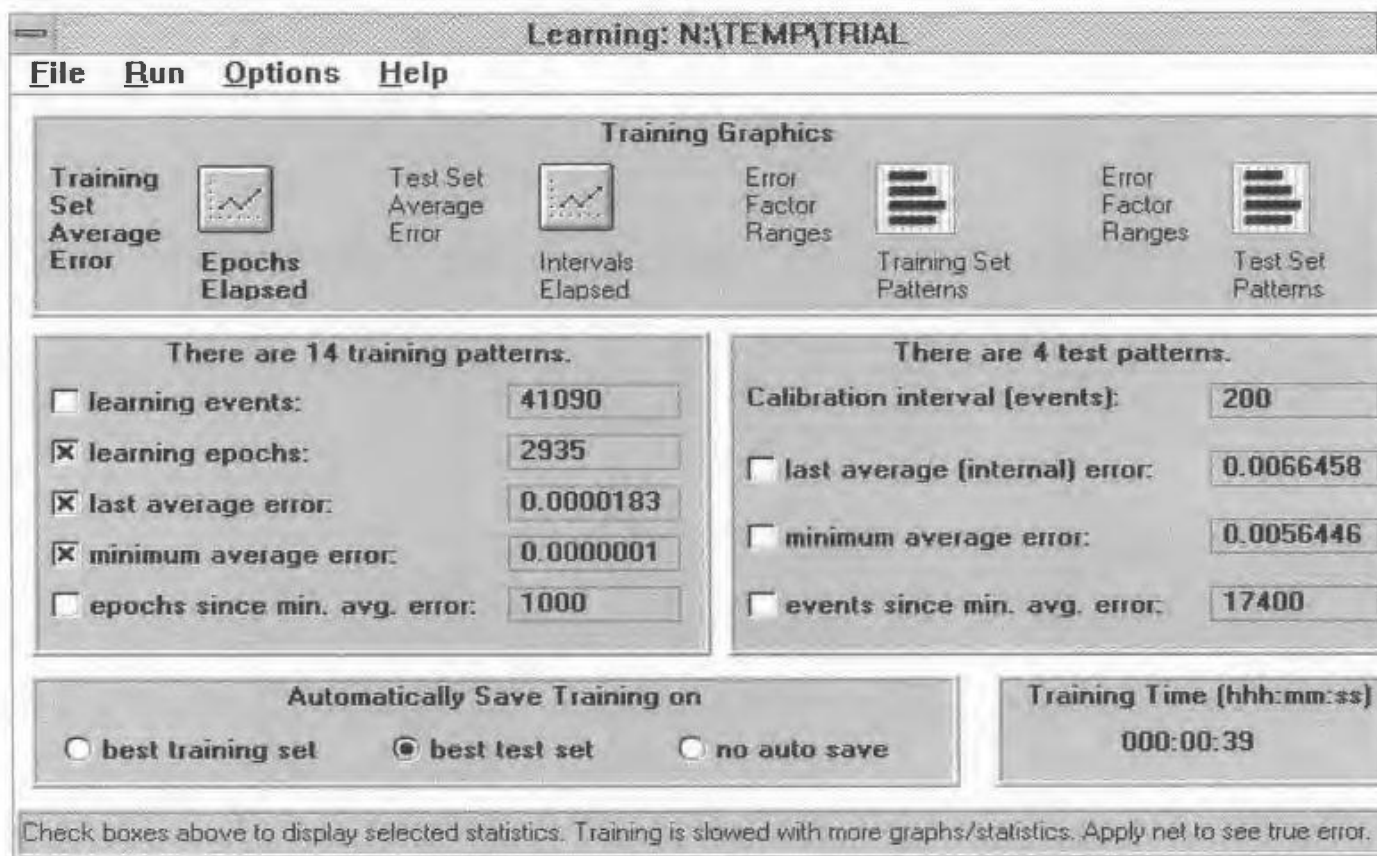 Learning: N:\TEMP\TRIAL
File Run Options Help
Training Graphics
Training
Set
Average
Error
Epochs
Elapsed
Test Set
Average
Error
Intervals
Elapsed
Error
Factor
Ranges
Training Set
Patterns
Error
Factor
Ranges
Test Set
Patterns
There are 14 training patterns.
learning events: 41090
learning epochs: 2935
last average error: 0.0000183
minimum average error: 0.0000001
epochs since min. avg. error: 1000
There are 4 test patterns.
Calibration interval (events): 200
last average (internal) error: 0.0066458
minimum average error: 0.0056446
events since min. avg. error: 17400
Automatically Save Training on
best training set best test set no auto save
Training Time (hhh:mm:ss)
000:00:39
Check boxes above to display selected statistics. Training is slowed with more graphs/statistics. Apply net to see true error.